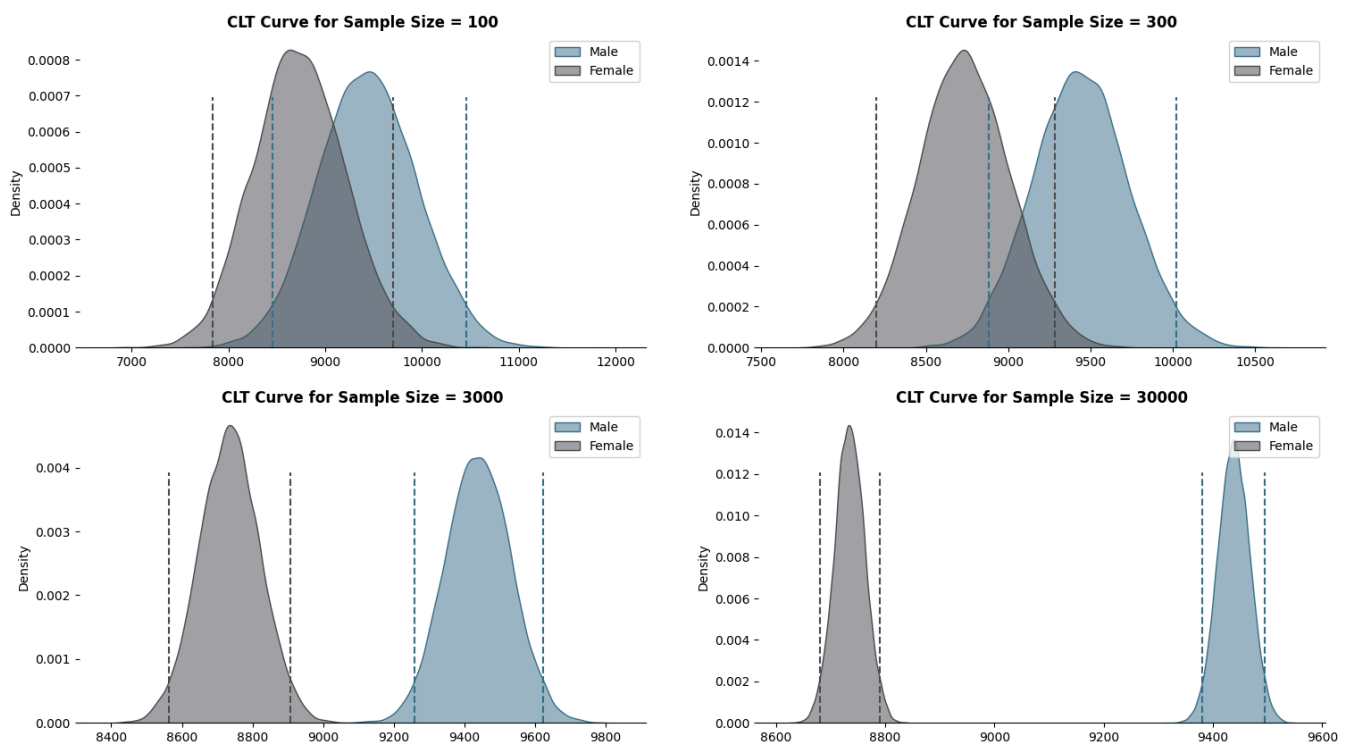 CLT Curve for Sample Size = 100
Male
Female
Density
0.0008
0.0007
0.0006
0.0005
0.0004
0.0003
0.0002
0.0001
0.0000
7000 8000 9000 10000 11000 12000
CLT Curve for Sample Size = 300
Male
Female
Density
0.0014
0.0012
0.0010
0.0008
0.0006
0.0004
0.0002
0.0000
7500 8000 8500 9000 9500 10000 10500
CLT Curve for Sample Size = 3000
Male
Female
Density
0.004
0.003
0.002
0.001
0.000
8400 8600 8800 9000 9200 9400 9600 9800
CLT Curve for Sample Size = 30000
Male
Female
Density
0.014
0.012
0.010
0.008
0.006
0.004
0.002
0.000
8600 8800 9000 9200 9400 9600